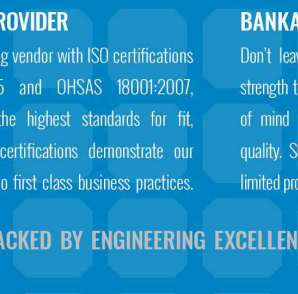 ROVIDER
g vendor with ISO certifications
5 and OHSAS 18001:2007,
he highest standards for fit,
certifications demonstrate our
o first class business practices.
BANKA
Don't leav
strength t
of mind
quality. S
limited pro
ACKED BY ENGINEERING EXCELLEN